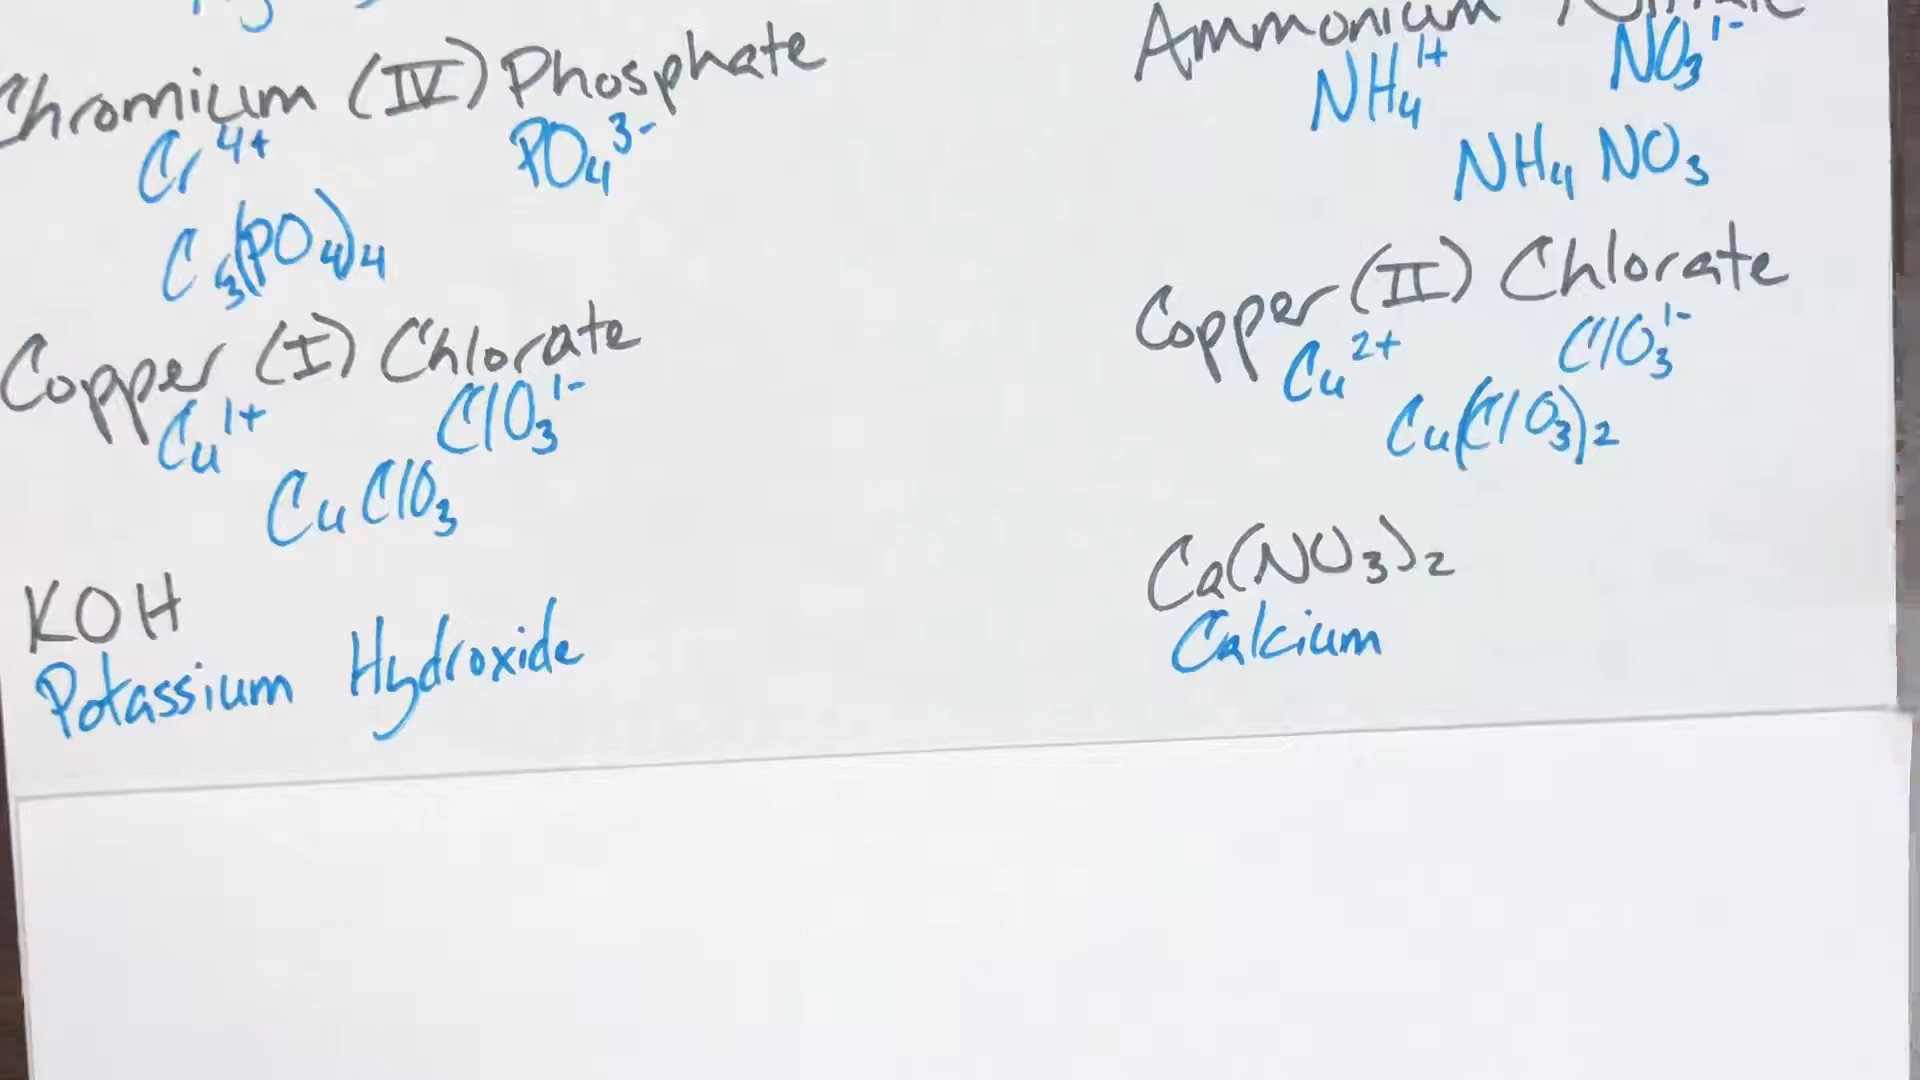 Chromium (IV) Phosphate
Cr⁴⁺ PO₄³⁻
C₃(PO₄)₄
Copper (I) Chlorate
Cu¹⁺ ClO₃¹⁻
CuClO₃
KOH
Potassium Hydroxide
Ammonium Nitrate
NH₄¹⁺ NO₃¹⁻
NH₄NO₃
Copper (II) Chlorate
Cu²⁺ ClO₃¹⁻
Cu(ClO₃)₂
Ca(NO₃)₂
Calcium